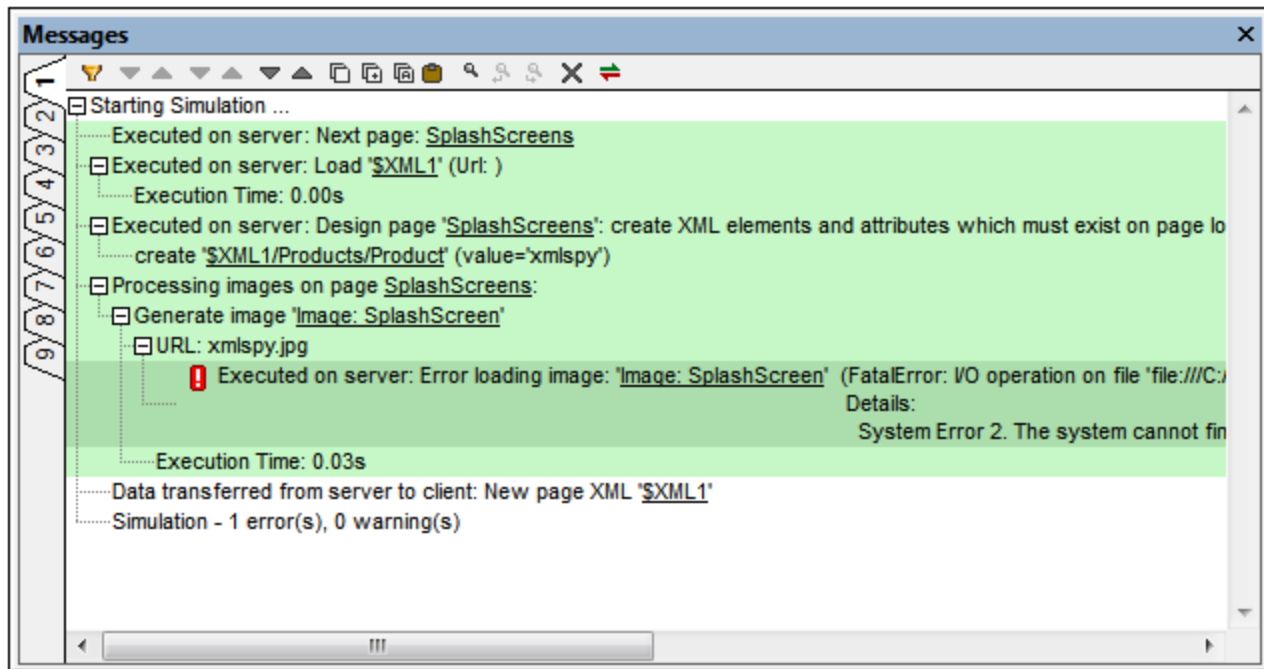 Messages
1
2
3
4
5
6
7
8
9
Starting Simulation ...
Executed on server: Next page: SplashScreens
Executed on server: Load '$XML1' (Url: )
Execution Time: 0.00s
Executed on server: Design page 'SplashScreens': create XML elements and attributes which must exist on page lo
create '$XML1/Products/Product' (value='xmlspy')
Processing images on page SplashScreens:
Generate image 'Image: SplashScreen'
URL: xmlspy.jpg
Executed on server: Error loading image: 'Image: SplashScreen' (FatalError: I/O operation on file 'file:///C:/
Details:
System Error 2. The system cannot fin
Execution Time: 0.03s
Data transferred from server to client: New page XML '$XML1'
Simulation - 1 error(s), 0 warning(s)